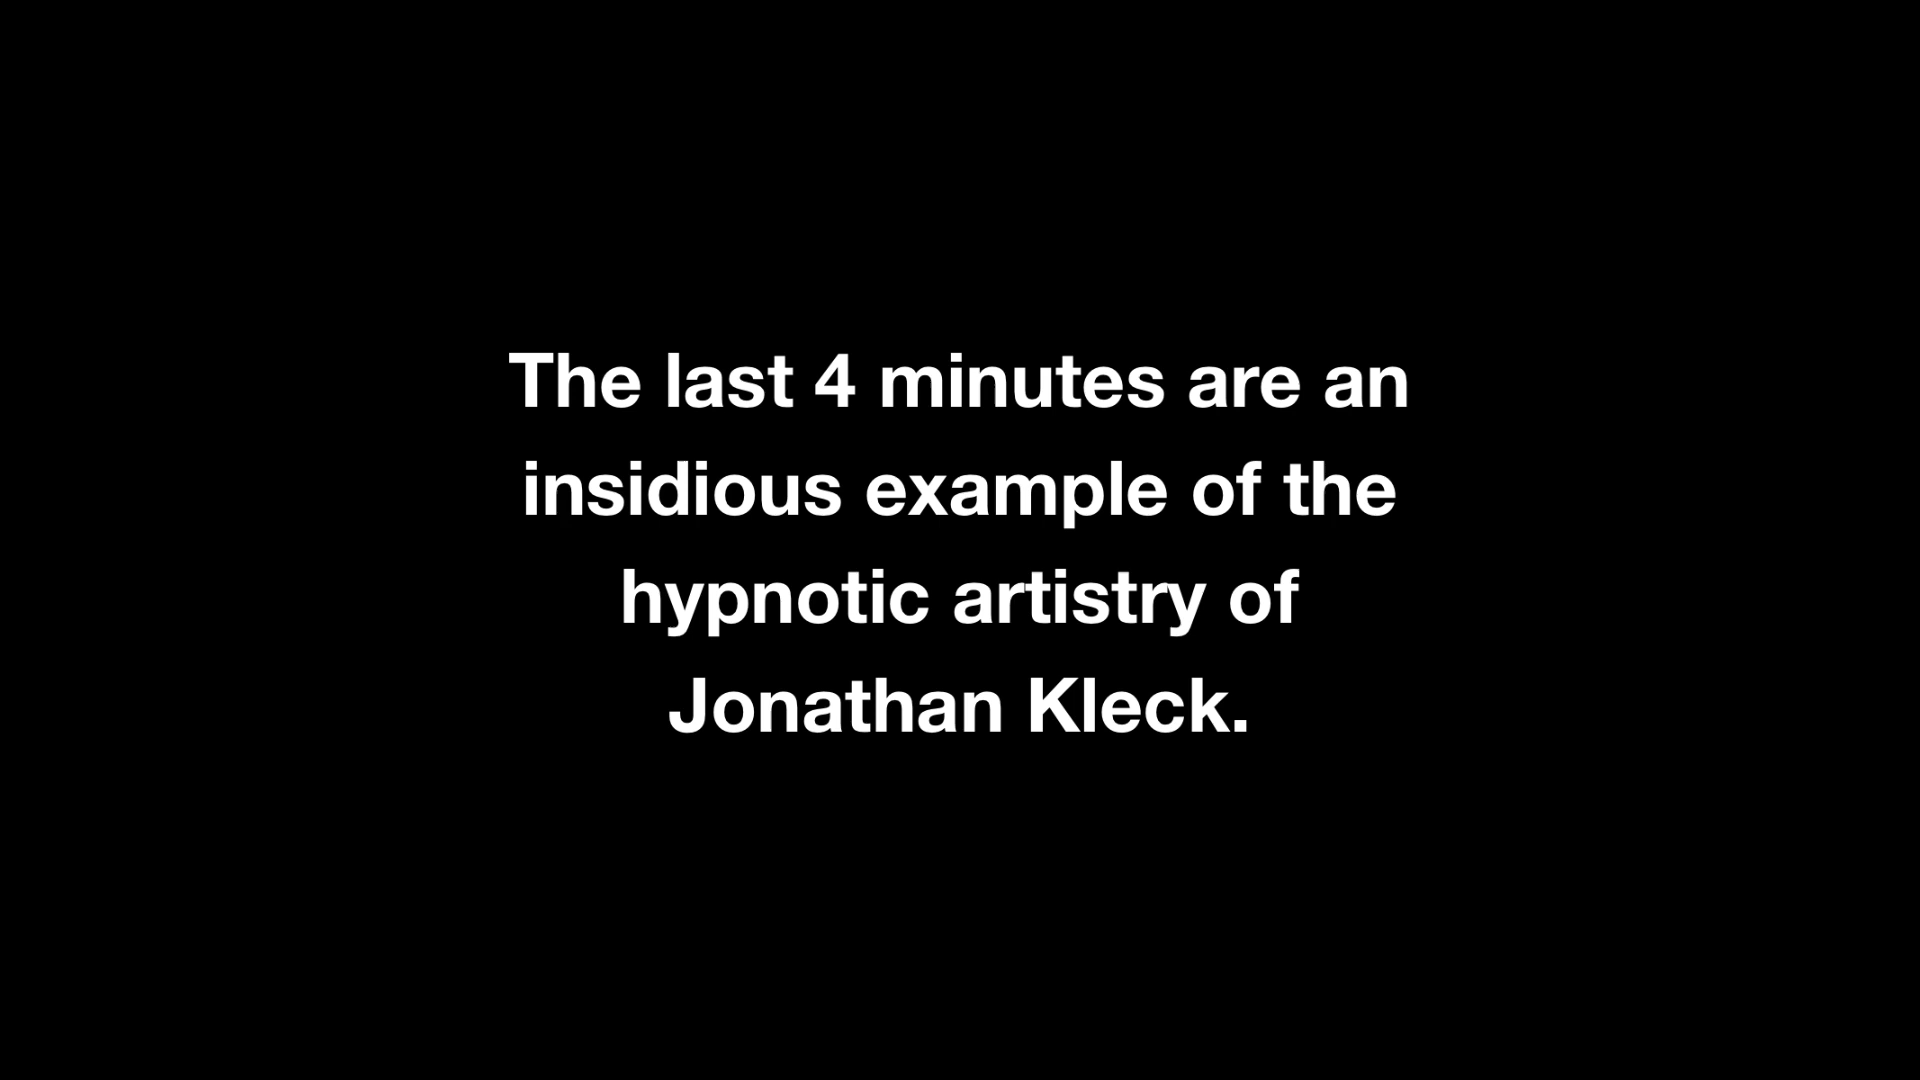 The last 4 minutes are an
insidious example of the
hypnotic artistry of
Jonathan Kleck.